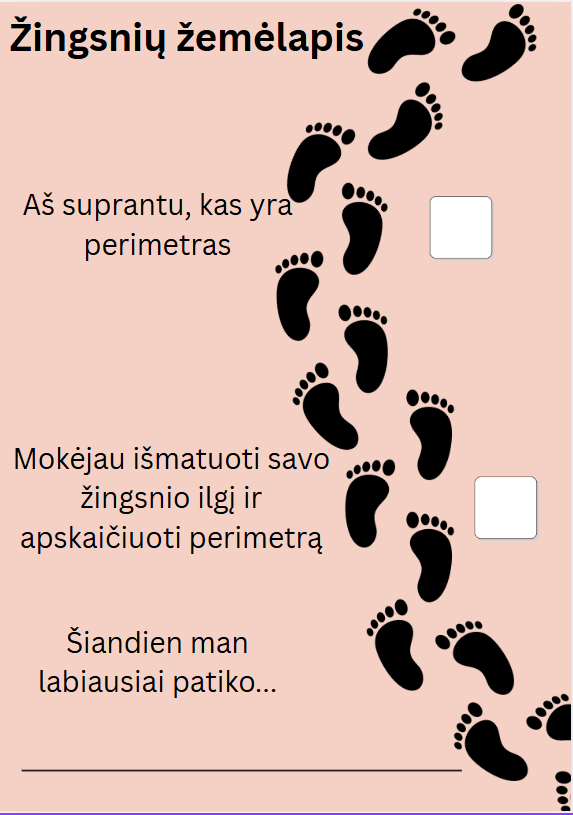 Žingsnių žemėlapis
Aš suprantu, kas yra
perimetras
Mokėjau išmatuoti savo
žingsnio ilgį ir
apskaičiuoti perimetrą
Šiandien man
labiausiai patiko...